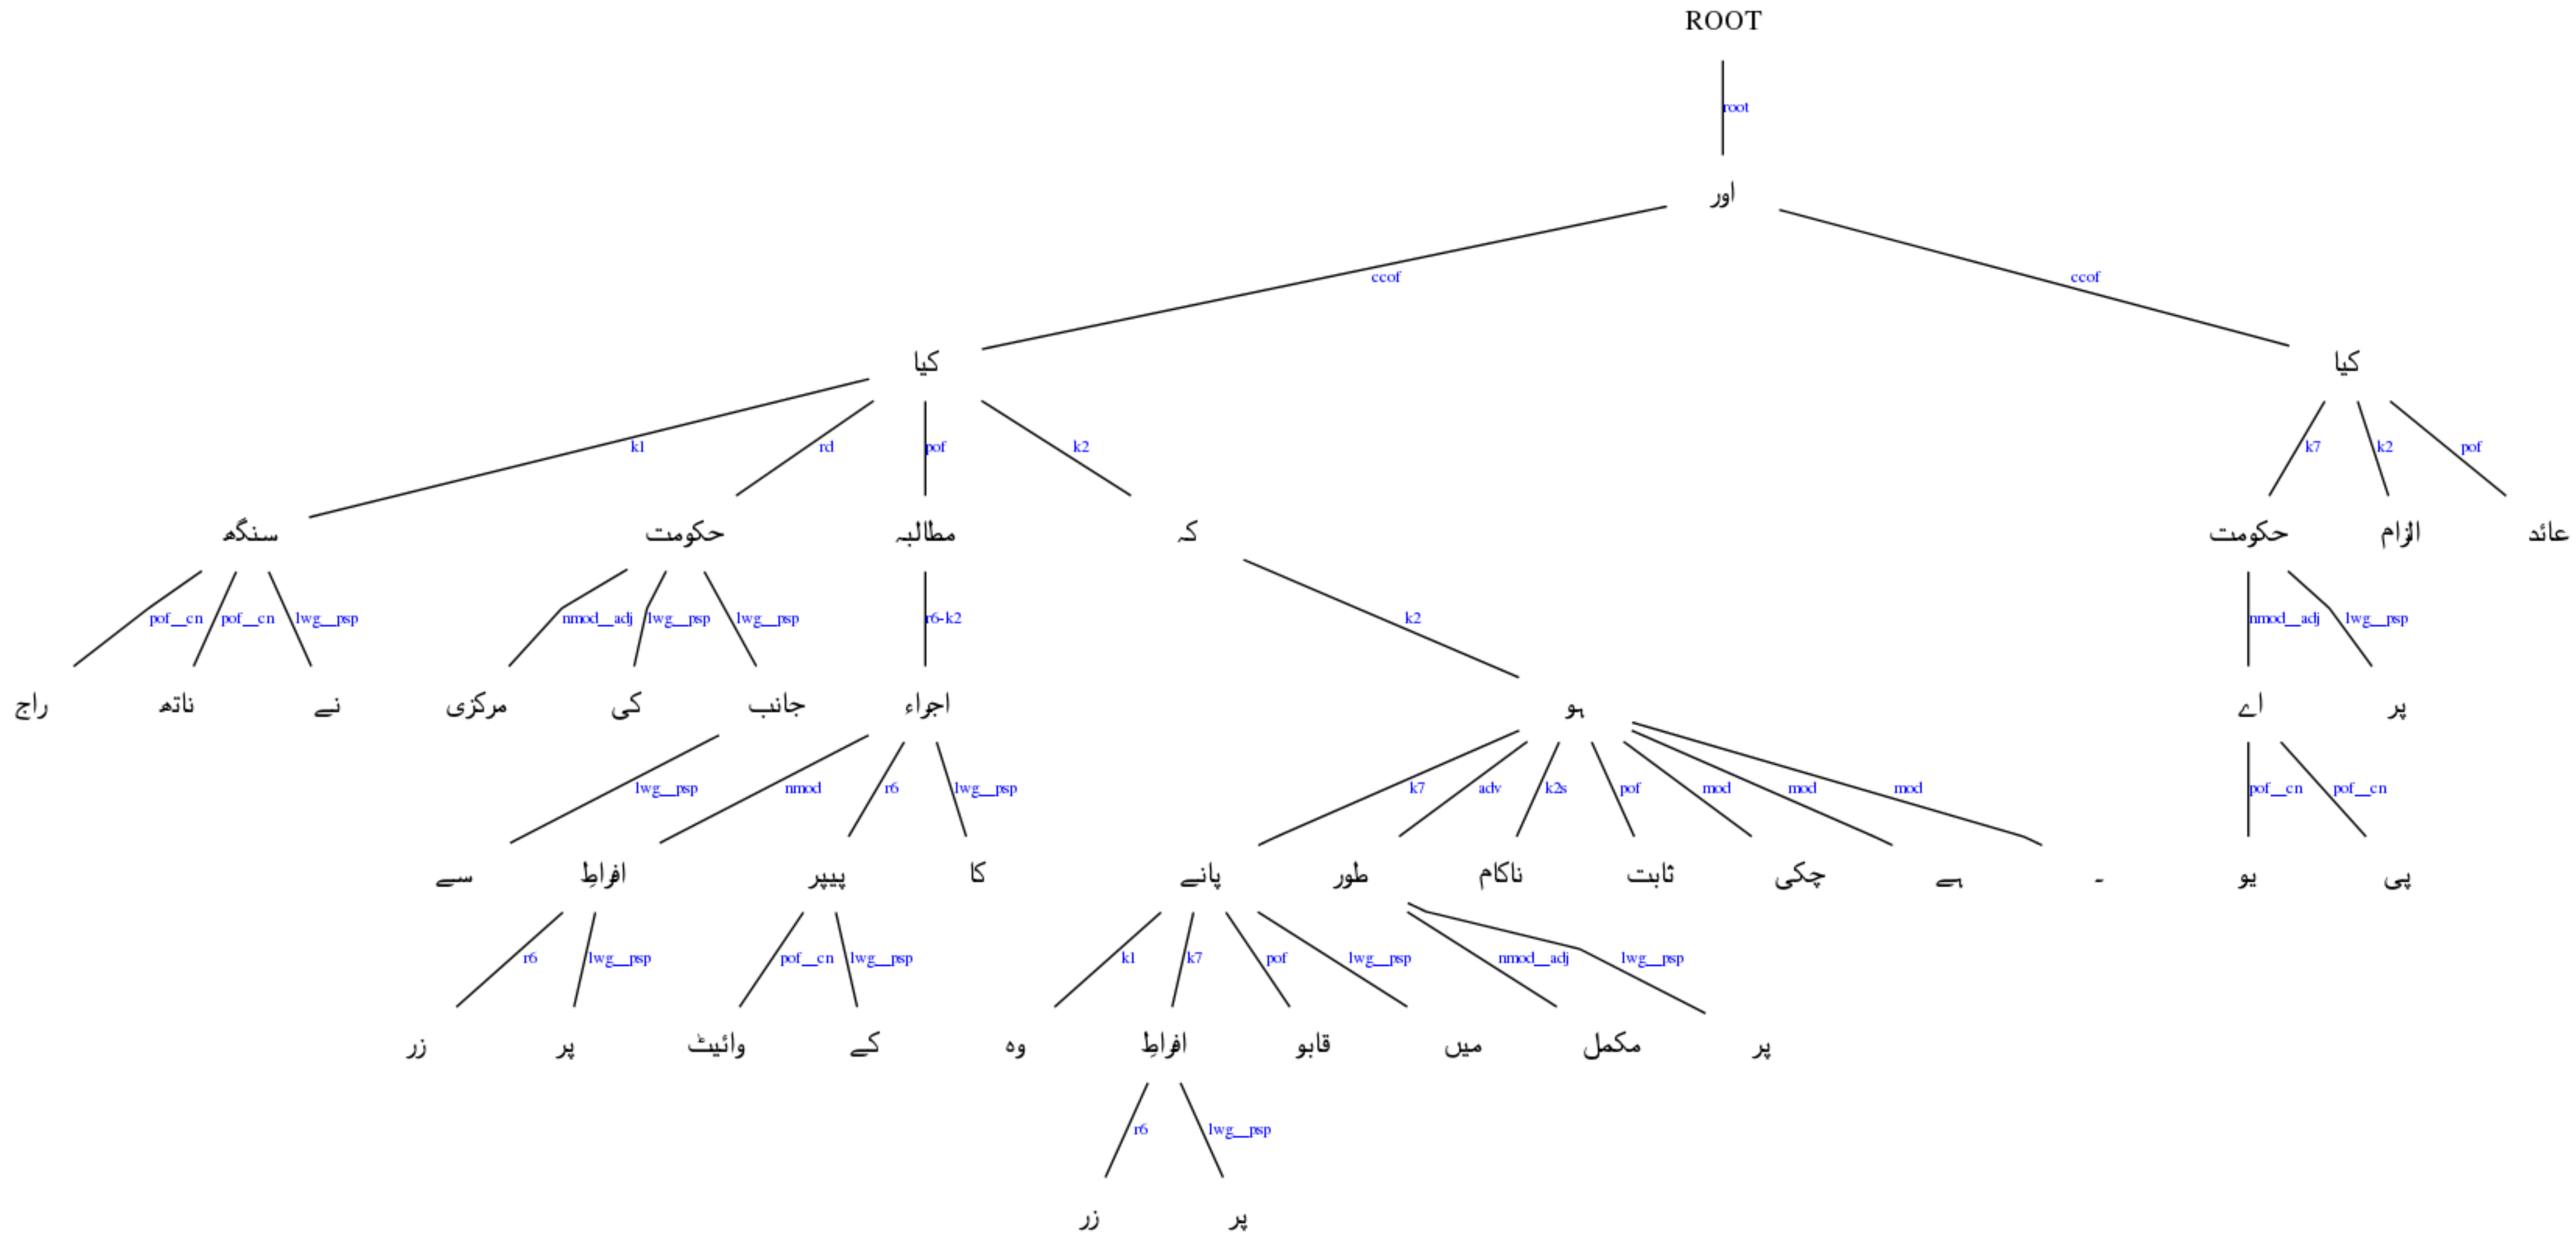 ROOT
root
اور
ccof ccof
کیا کیا
k1 rd pof k2 k7 k2 pof
سنگھ حکومت مطالبہ کہ حکومت الزام عائد
pof__cn pof__cn lwg__psp nmod__adj lwg__psp lwg__psp r6-k2 k2 nmod__adj lwg__psp
راج ناتھ نے مرکزی کی جانب اجراء ہو اے پر
lwg__psp nmod r6 lwg__psp k7 adv k2s pof mod mod mod pof__cn pof__cn
سے افراطِ پیپر کا پانے طور ناکام ثابت چکی ہے ۔ یو پی
r6 lwg__psp pof__cn lwg__psp k1 k7 pof lwg__psp nmod__adj lwg__psp
زر پر وائیٹ کے وہ افراطِ قابو میں مکمل پر
r6 lwg__psp
زر پر